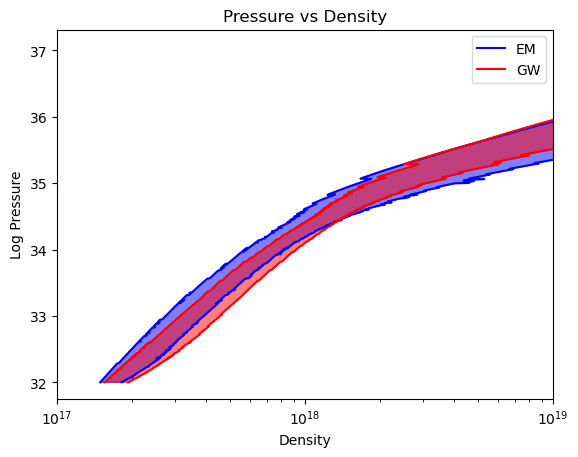 Pressure vs Density
EM
GW
Log Pressure
37
36
35
34
33
32
10^17
10^18
10^19
Density